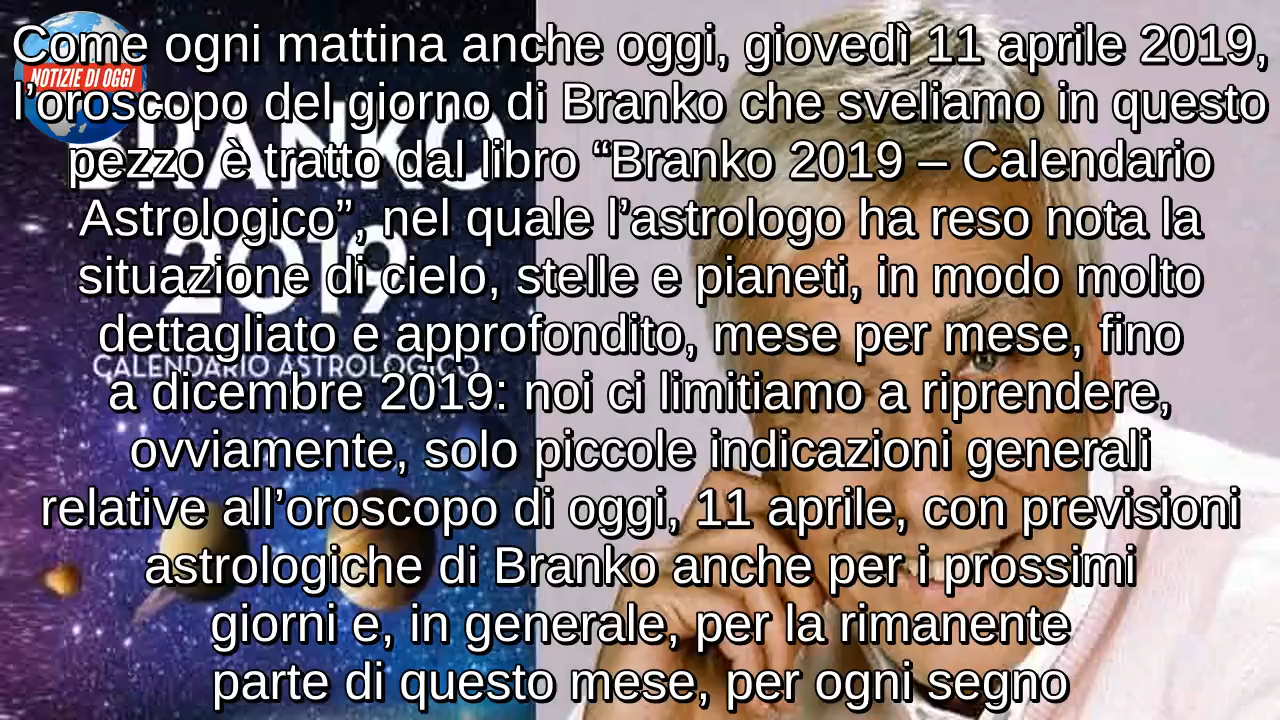 Come ogni mattina anche oggi, giovedì 11 aprile 2019,
NOTIZIE DI OGGI
l’oroscopo del giorno di Branko che sveliamo in questo
BRANKO
pezzo è tratto dal libro “Branko 2019 – Calendario
Astrologico”, nel quale l’astrologo ha reso nota la
2019
situazione di cielo, stelle e pianeti, in modo molto
dettagliato e approfondito, mese per mese, fino
CALENDARIO ASTROLOGICO
a dicembre 2019: noi ci limitiamo a riprendere,
ovviamente, solo piccole indicazioni generali
relative all’oroscopo di oggi, 11 aprile, con previsioni
astrologiche di Branko anche per i prossimi
giorni e, in generale, per la rimanente
parte di questo mese, per ogni segno